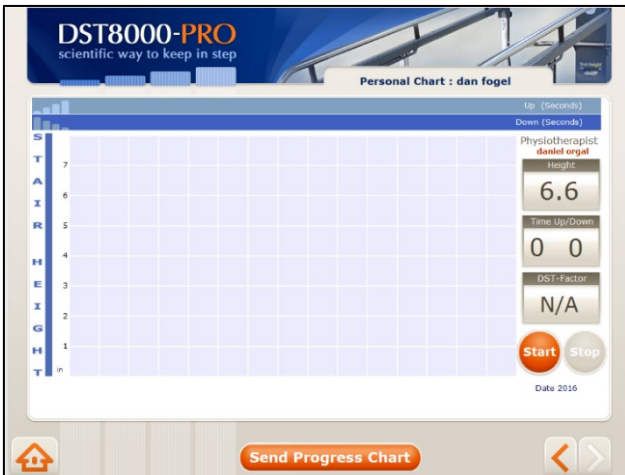 DST8000-PRO
scientific way to keep in step
Personal Chart : dan fogel
Up (Seconds)
Down (Seconds)
STAIR HEIGHT
7
6
5
4
3
2
1
in
Physiotherapist
daniel orgal
Height
6.6
Time Up/Down
0 0
DST-Factor
N/A
Start
Stop
Date 2016
Send Progress Chart